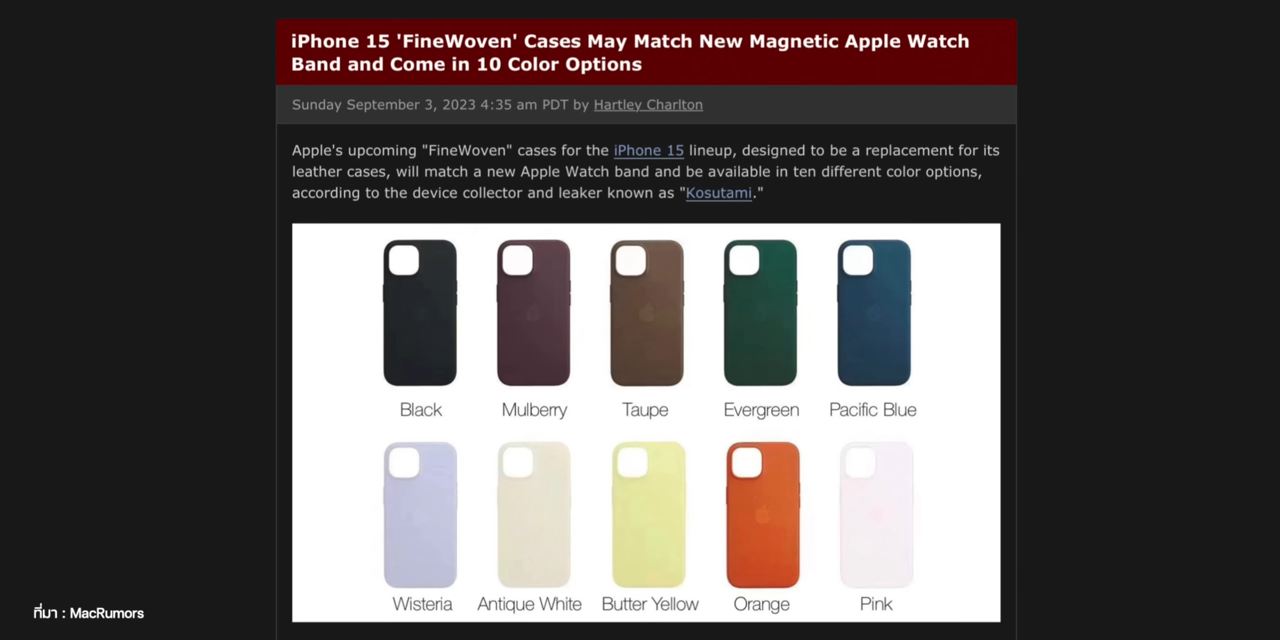 iPhone 15 'FineWoven' Cases May Match New Magnetic Apple Watch
Band and Come in 10 Color Options
Sunday September 3, 2023 4:35 am PDT by Hartley Charlton
Apple's upcoming "FineWoven" cases for the iPhone 15 lineup, designed to be a replacement for its
leather cases, will match a new Apple Watch band and be available in ten different color options,
according to the device collector and leaker known as "Kosutami."
Black Mulberry Taupe Evergreen Pacific Blue
Wisteria Antique White Butter Yellow Orange Pink
ที่มา : MacRumors